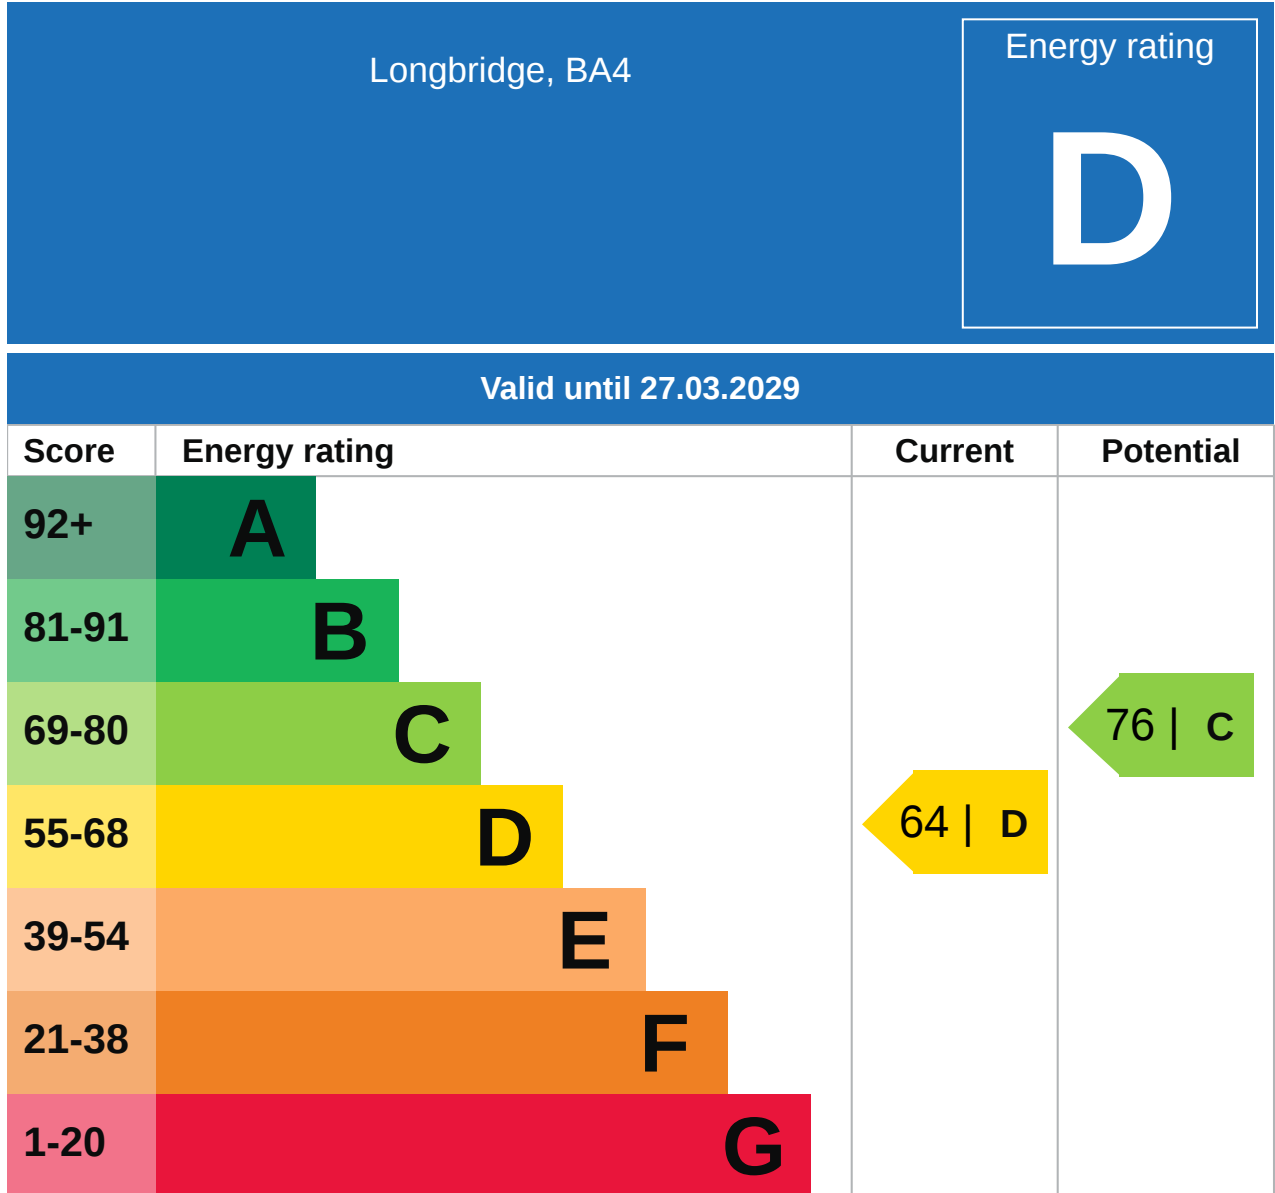 Longbridge, BA4
Energy rating
D
Valid until 27.03.2029
Score Energy rating Current Potential
92+ A
81-91 B
69-80 C 76 | C
55-68 D 64 | D
39-54 E
21-38 F
1-20 G